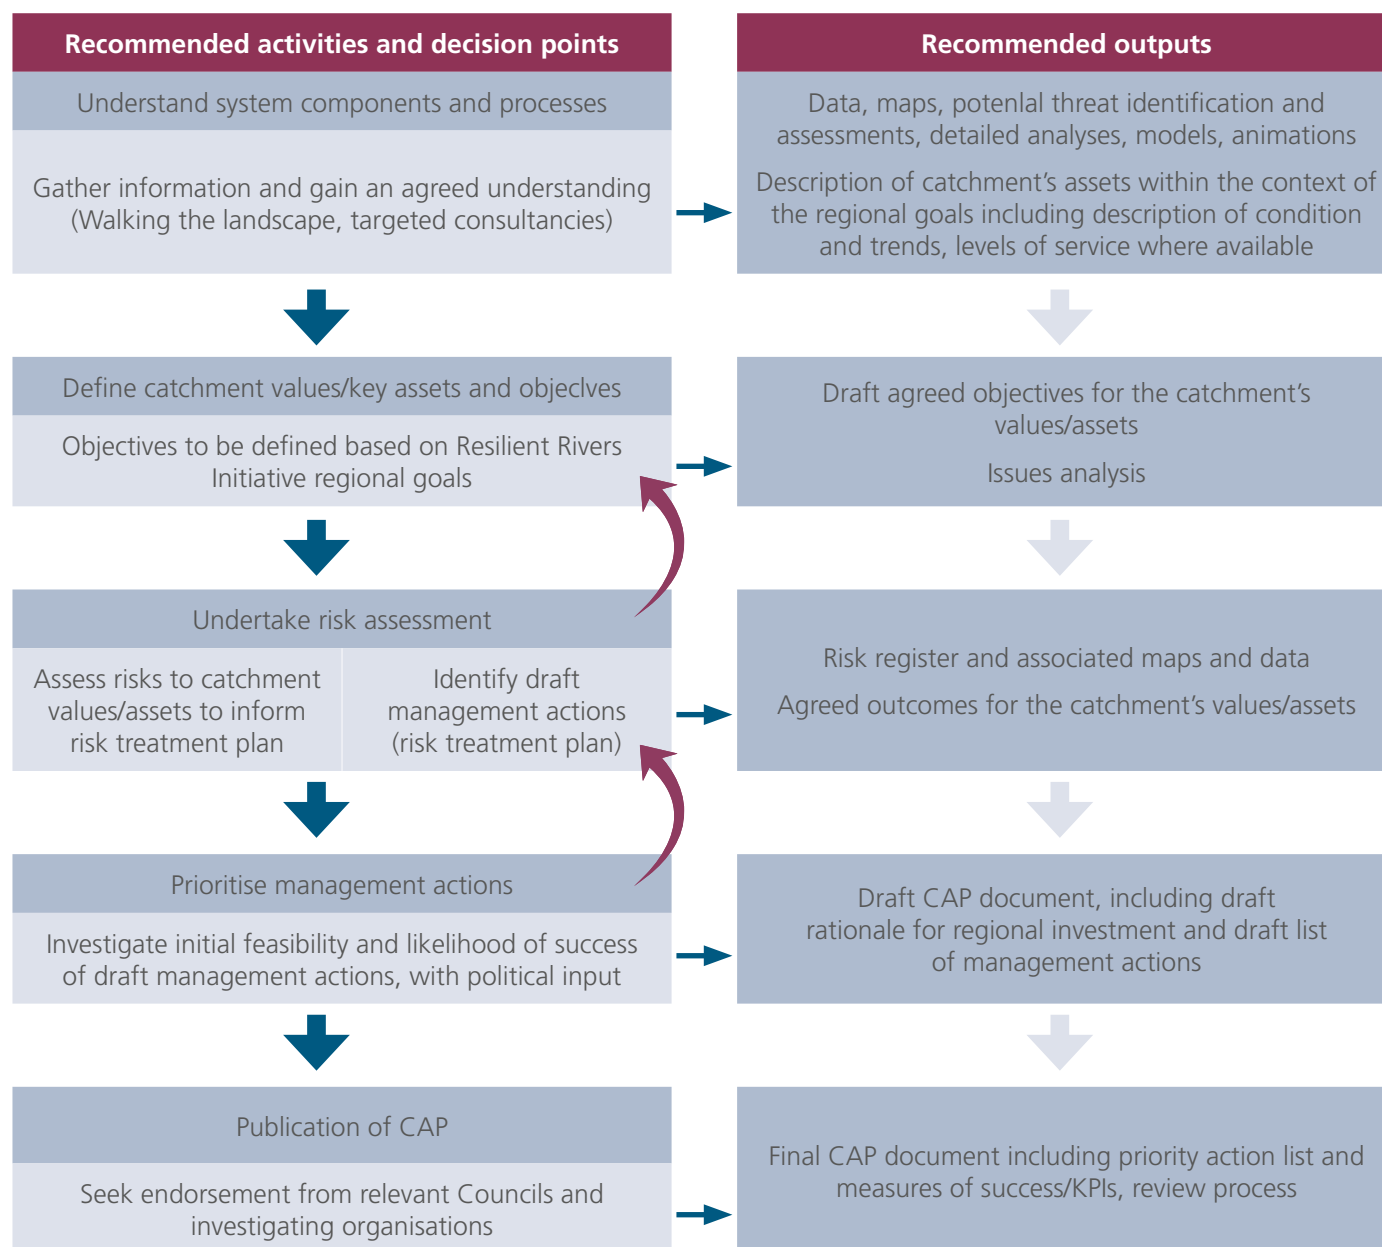 Recommended activities and decision points
Recommended outputs
Understand system components and processes
Gather information and gain an agreed understanding
(Walking the landscape, targeted consultancies)
Data, maps, potenlal threat identification and
assessments, detailed analyses, models, animations
Description of catchment's assets within the context of
the regional goals including description of condition
and trends, levels of service where available
Define catchment values/key assets and objeclves
Objectives to be defined based on Resilient Rivers
Initiative regional goals
Draft agreed objectives for the catchment's
values/assets
Issues analysis
Undertake risk assessment
Assess risks to catchment
values/assets to inform
risk treatment plan
Identify draft
management actions
(risk treatment plan)
Risk register and associated maps and data
Agreed outcomes for the catchment's values/assets
Prioritise management actions
Investigate initial feasibility and likelihood of success
of draft management actions, with political input
Draft CAP document, including draft
rationale for regional investment and draft list
of management actions
Publication of CAP
Seek endorsement from relevant Councils and
investigating organisations
Final CAP document including priority action list and
measures of success/KPIs, review process